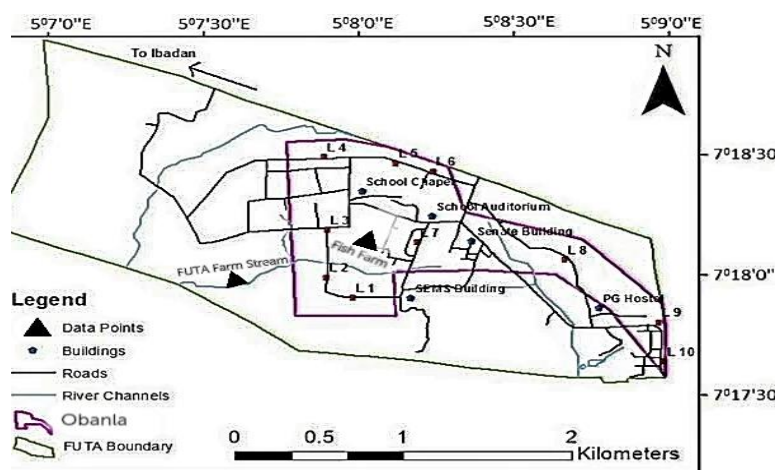 5°7'0"E 5°7'30"E 5°8'0"E 5°8'30"E 5°9'0"E
To Ibadan
N
L 4
L 5
L 6
7°18'30
School Chapel
School Auditorium
L 3
L 7
Senate Building
L 8
Fish Farm
FUTA Farm Stream
L 2
7°18'0"
L 1
SEMS Building
PG Hostel
L 9
L 10
7°17'30
Legend
Data Points
Buildings
Roads
River Channels
Obanla
FUTA Boundary
0 0.5 1 2
Kilometers